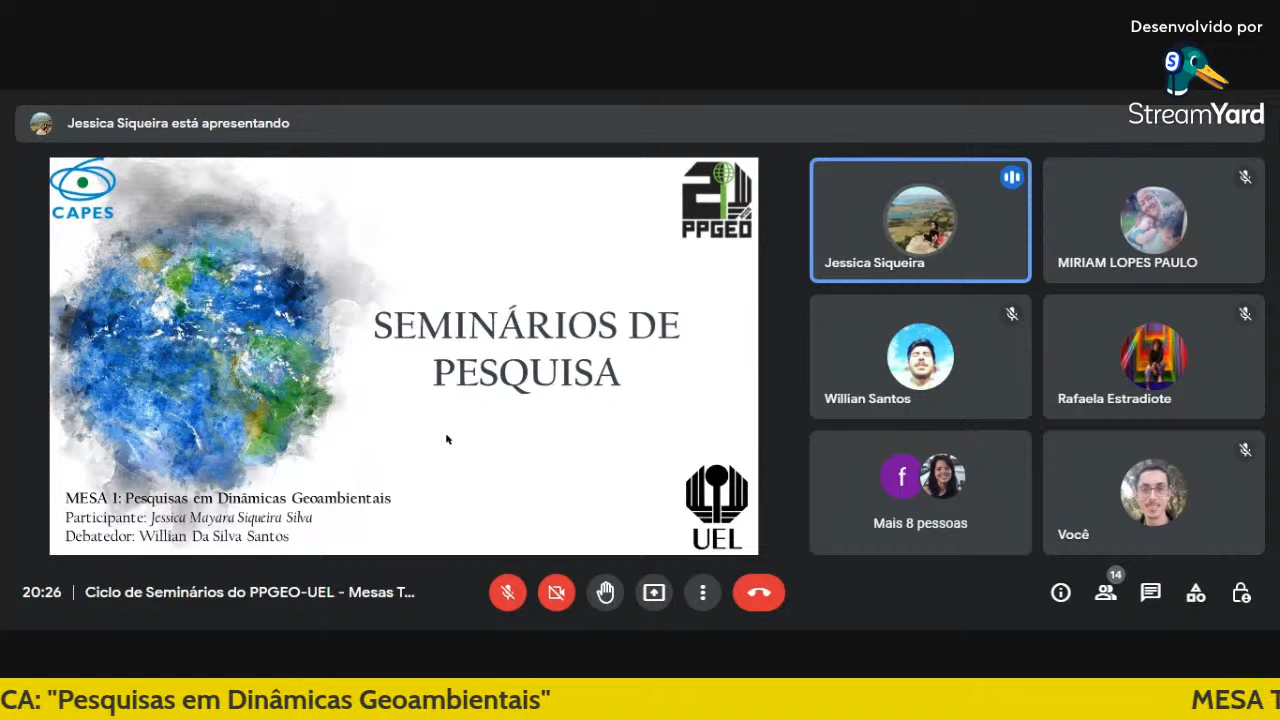 Desenvolvido por
StreamYard
Jessica Siqueira está apresentando
CAPES
21
PPGEO
SEMINÁRIOS DE
PESQUISA
MESA 1: Pesquisas em Dinâmicas Geoambientais
Participante: Jessica Mayara Siqueira Silva
Debatedor: Willian Da Silva Santos
UEL
Jessica Siqueira
MIRIAM LOPES PAULO
Willian Santos
Rafaela Estradiote
f
Mais 8 pessoas
Você
20:26 | Ciclo de Seminários do PPGEO-UEL - Mesas T...
14
CA: "Pesquisas em Dinâmicas Geoambientais" MESA T